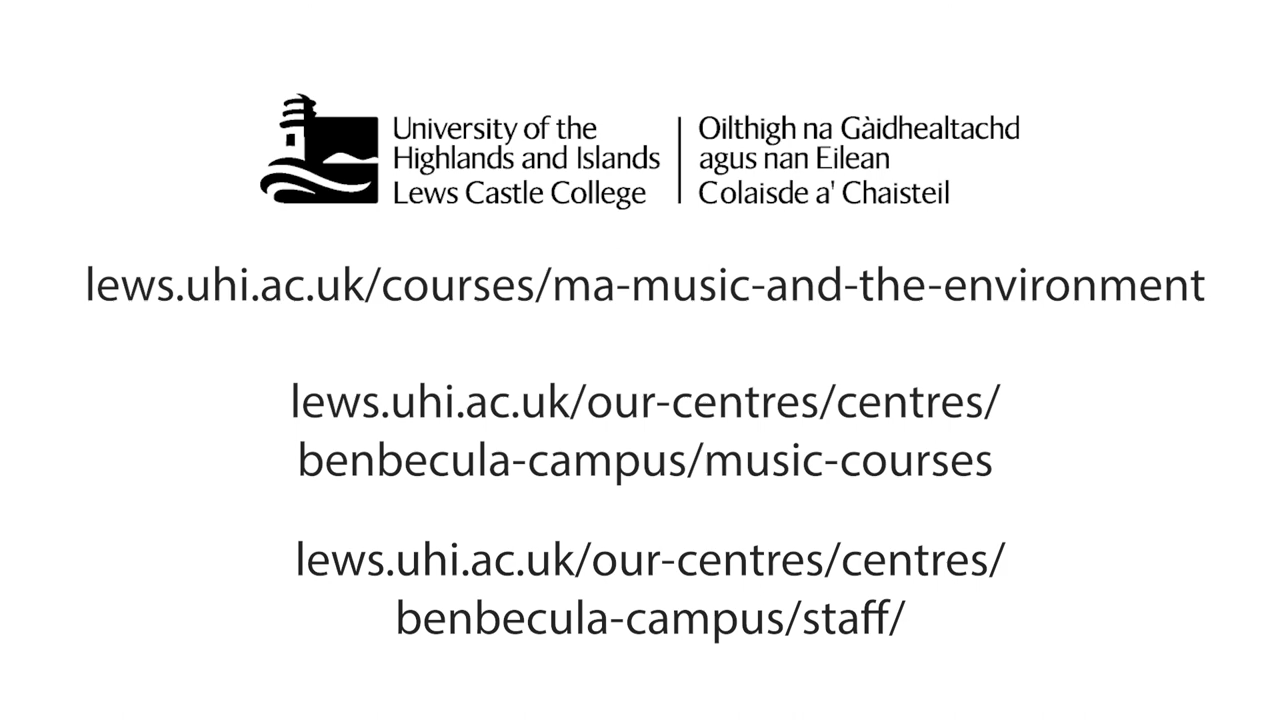 University of the
Highlands and Islands
Lews Castle College
Oilthigh na Gàidhealtachd
agus nan Eilean
Colaisde a' Chaisteil
lews.uhi.ac.uk/courses/ma-music-and-the-environment
lews.uhi.ac.uk/our-centres/centres/
benbecula-campus/music-courses
lews.uhi.ac.uk/our-centres/centres/
benbecula-campus/staff/